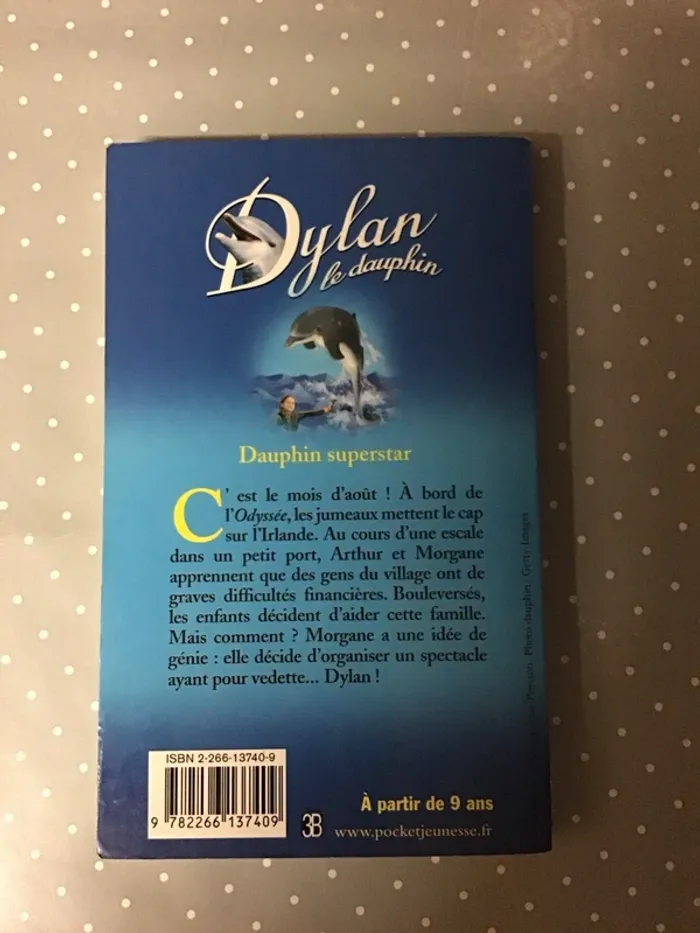 Dylan
le dauphin
Dauphin superstar
C' est le mois d'août ! À bord de
l'Odyssée, les jumeaux mettent le cap
sur l'Irlande. Au cours d'une escale
dans un petit port, Arthur et Morgane
apprennent que des gens du village ont de
graves difficultés financières. Bouleversés,
les enfants décident d'aider cette famille.
Mais comment ? Morgane a une idée de
génie : elle décide d'organiser un spectacle
ayant pour vedette... Dylan !
Photo dauphin : Getty Images
ISBN 2-266-13740-9
9 782266 137409
3B
À partir de 9 ans
www.pocketjeunesse.fr